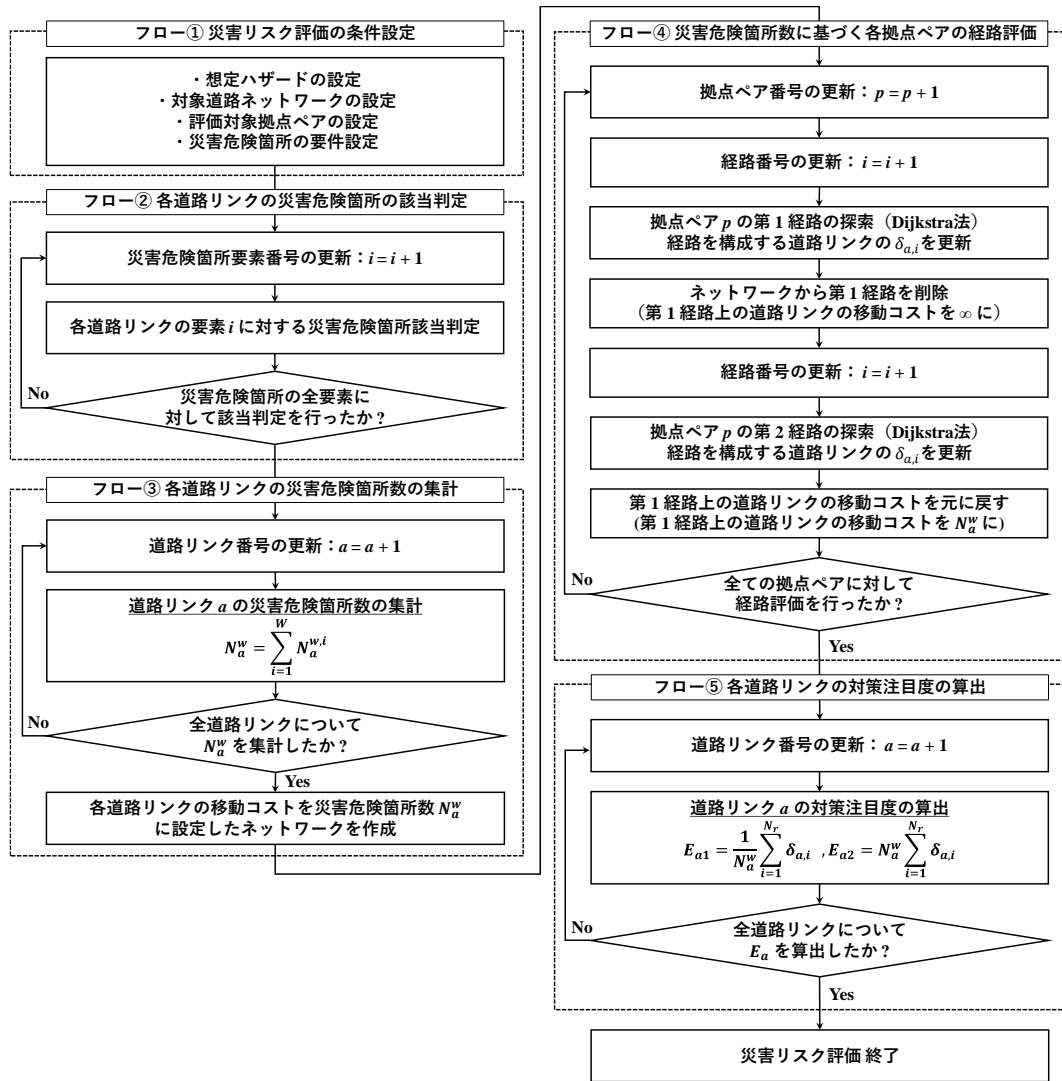 フロー① 災害リスク評価の条件設定
・想定ハザードの設定
・対象道路ネットワークの設定
・評価対象拠点ペアの設定
・災害危険箇所の要件設定
フロー② 各道路リンクの災害危険箇所の該当判定
災害危険箇所要素番号の更新：i = i + 1
各道路リンクの要素 i に対する災害危険箇所該当判定
No
災害危険箇所の全要素に
対して該当判定を行ったか？
フロー③ 各道路リンクの災害危険箇所数の集計
道路リンク番号の更新：a = a + 1
道路リンク a の災害危険箇所数の集計
N_a^w = \sum_{i=1}^{W} N_a^{w,i}
No
全道路リンクについて
N_a^w を集計したか？
Yes
各道路リンクの移動コストを災害危険箇所数 N_a^w
に設定したネットワークを作成
フロー④ 災害危険箇所数に基づく各拠点ペアの経路評価
拠点ペア番号の更新：p = p + 1
経路番号の更新：i = i + 1
拠点ペア p の第１経路の探索（Dijkstra法）
経路を構成する道路リンクの δ_{a,i} を更新
ネットワークから第１経路を削除
（第１経路上の道路リンクの移動コストを ∞ に）
経路番号の更新：i = i + 1
拠点ペア p の第２経路の探索（Dijkstra法）
経路を構成する道路リンクの δ_{a,i} を更新
第１経路上の道路リンクの移動コストを元に戻す
(第１経路上の道路リンクの移動コストを N_a^w に)
No
全ての拠点ペアに対して
経路評価を行ったか？
Yes
フロー⑤ 各道路リンクの対策注目度の算出
道路リンク番号の更新：a = a + 1
道路リンク a の対策注目度の算出
E_{a1} = \frac{1}{N_a^w} \sum_{i=1}^{N_r} δ_{a,i} , E_{a2} = N_a^w \sum_{i=1}^{N_r} δ_{a,i}
No
全道路リンクについて
E_a を算出したか？
Yes
災害リスク評価 終了